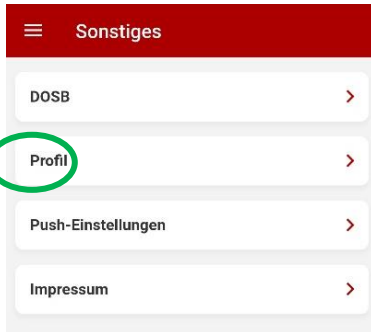 Sonstiges
DOSB
Profil
Push-Einstellungen
Impressum